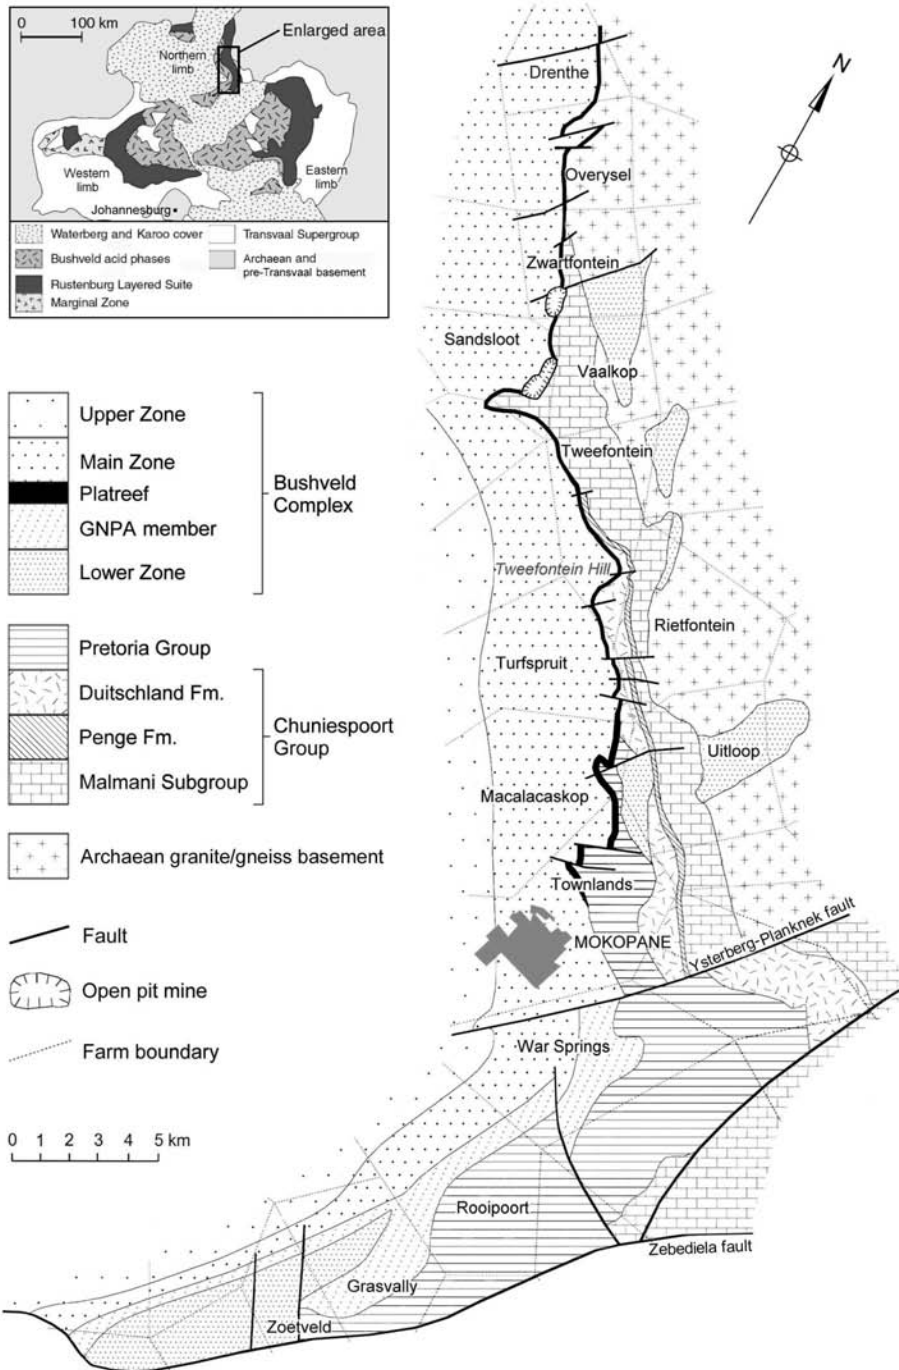 0 100 km
Enlarged area
Northern
limb
Western
limb
Eastern
limb
Johannesburg
Waterberg and Karoo cover
Transvaal Supergroup
Bushveld acid phases
Archaean and
pre-Transvaal basement
Rustenburg Layered Suite
Marginal Zone
N
Drenthe
Overysel
Zwartfontein
Sandsloot
Vaalkop
Tweefontein
Tweefontein Hill
Rietfontein
Turfspruit
Uitloop
Macalacaskop
Townlands
MOKOPANE
Ysterberg-Planknek fault
War Springs
Rooipoort
Zebediela fault
Grasvally
Zoetveld
Upper Zone
Main Zone
Platreef
GNPA member
Lower Zone
Bushveld
Complex
Pretoria Group
Duitschland Fm.
Penge Fm.
Malmani Subgroup
Chuniespoort
Group
Archaean granite/gneiss basement
Fault
Open pit mine
Farm boundary
0 1 2 3 4 5 km